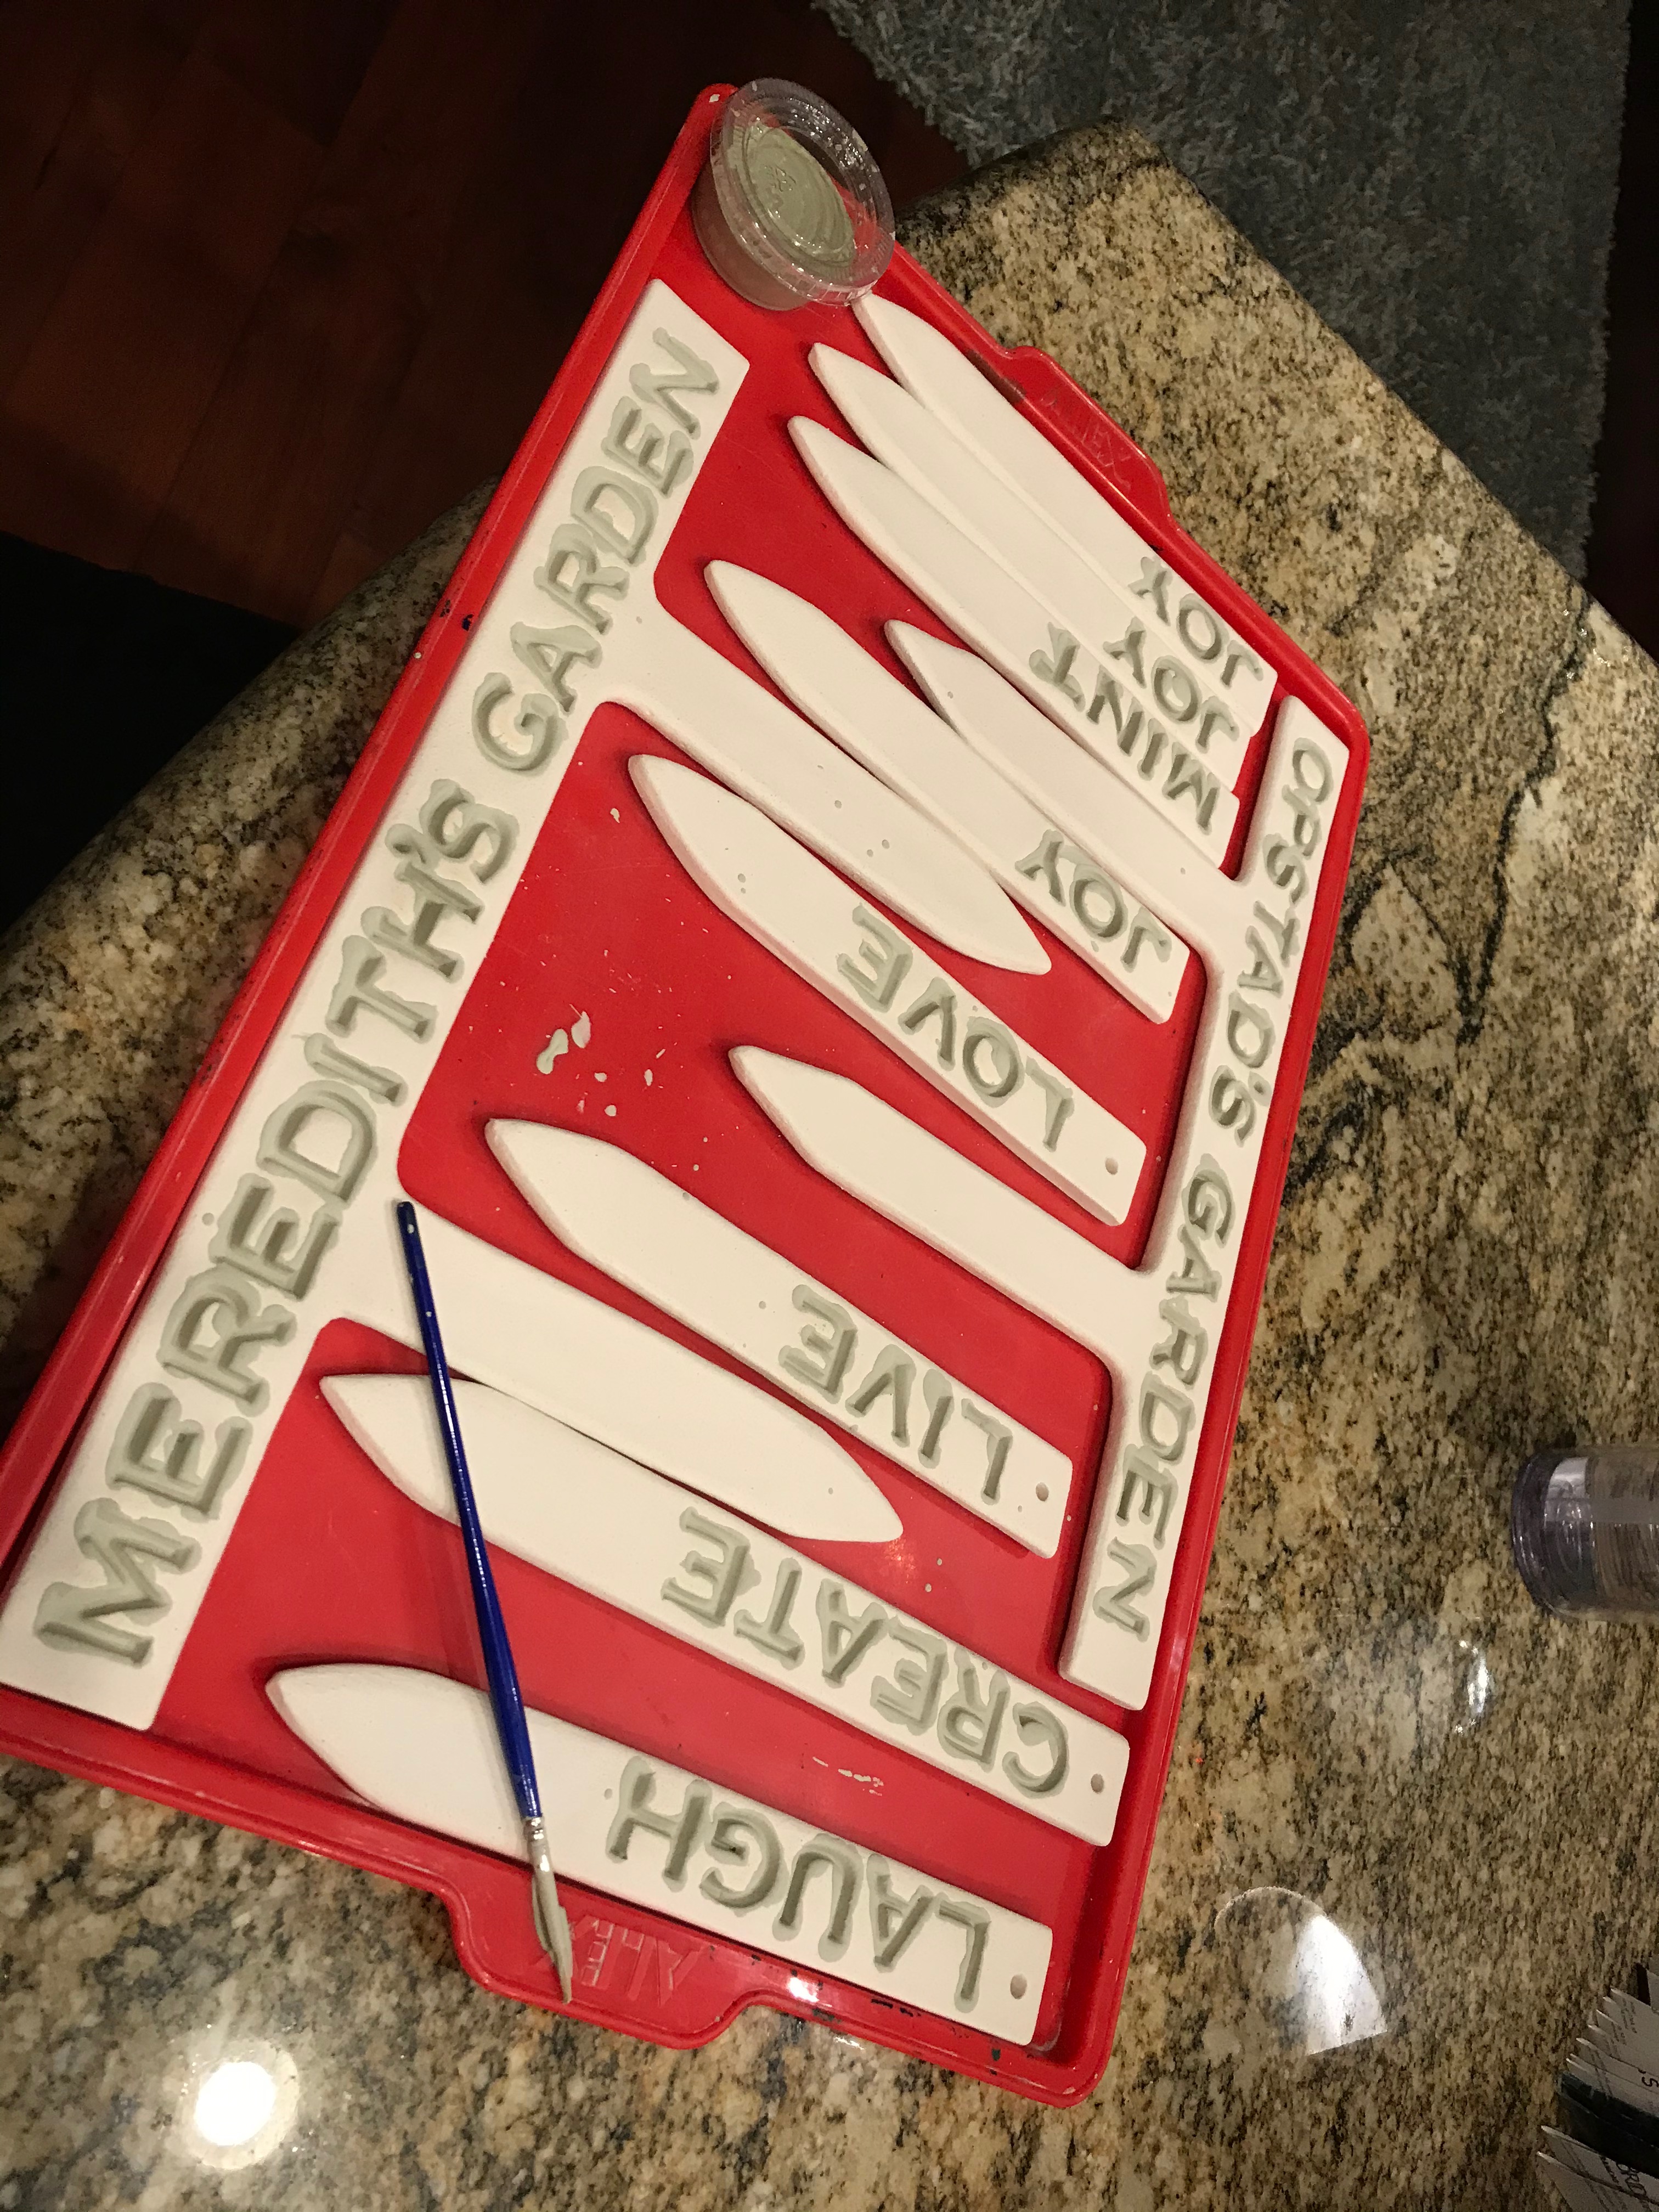 MEREDITH'S GARDEN
OPSTAD'S GARDEN
JOY
JOY
MINT
JOY
LOVE
LIVE
CREATE
LAUGH
ALEX
ALEX